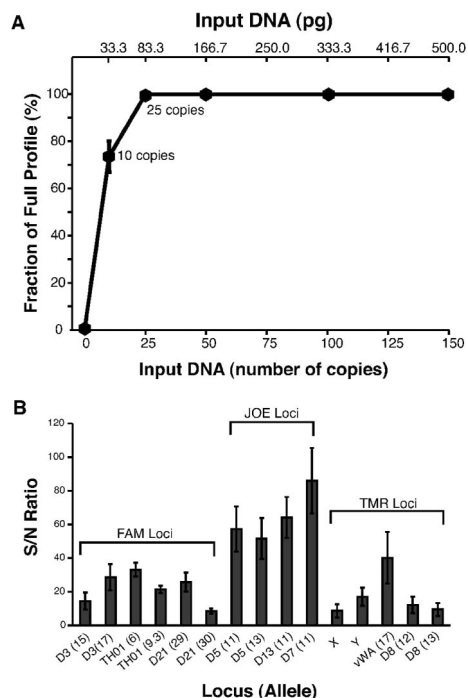 A
Input DNA (pg)
33.3 83.3 166.7 250.0 333.3 416.7 500.0
100
80
60
40
20
0
Fraction of Full Profile (%)
25 copies
10 copies
0 25 50 75 100 125 150
Input DNA (number of copies)
B
120
100
80
60
40
20
0
S/N Ratio
JOE Loci
FAM Loci
TMR Loci
D3 (15)
D3(17)
TH01 (6)
TH01 (9.3)
D21 (29)
D21 (30)
D5 (11)
D5 (13)
D13 (11)
D7 (11)
X
Y
vWA (17)
D8 (12)
D8 (13)
Locus (Allele)